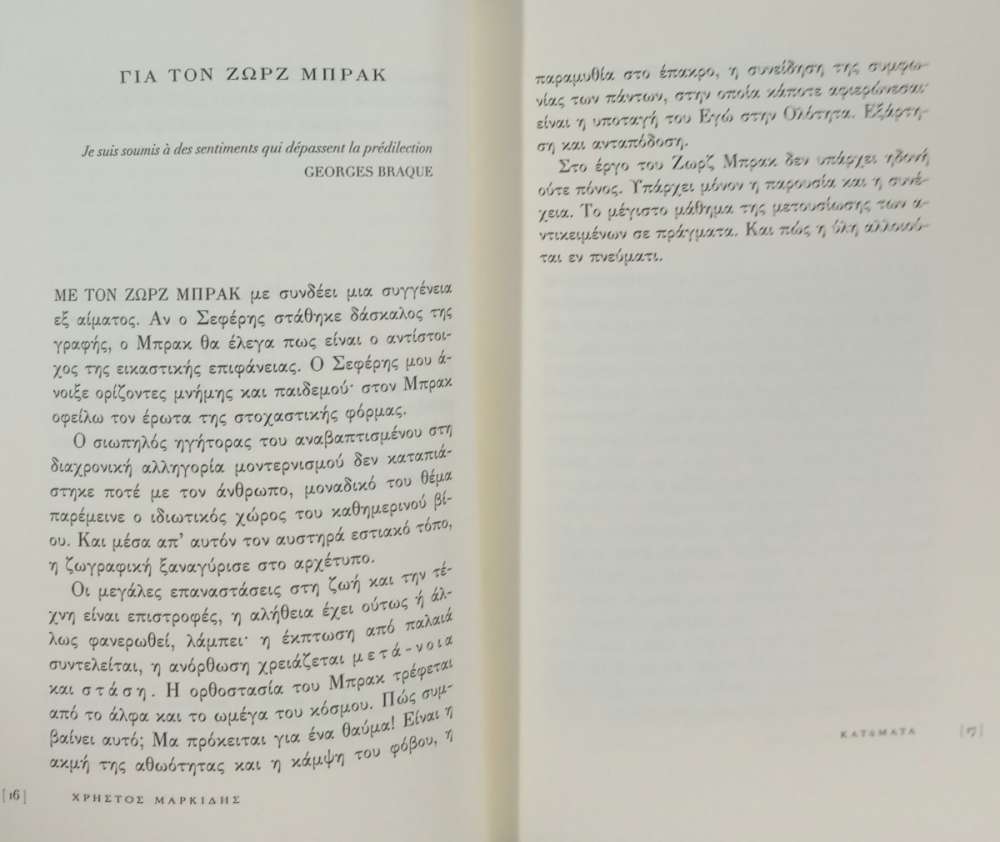 ΓΙΑ ΤΟΝ ΖΩΡΖ ΜΠΡΑΚ
Je suis soumis à des sentiments qui dépassent la prédilection
GEORGES BRAQUE
ΜΕ ΤΟΝ ΖΩΡΖ ΜΠΡΑΚ με συνδέει μια συγγένεια
εξ αίματος. Αν ο Σεφέρης στάθηκε δάσκαλος της
γραφής, ο Μπρακ θα έλεγα πως είναι ο αντίστοι-
χος της εικαστικής επιφάνειας. Ο Σεφέρης μου ά-
νοιξε ορίζοντες μνήμης και παιδεμού· στον Μπρακ
οφείλω τον έρωτα της στοχαστικής φόρμας.
Ο σιωπηλός ηγήτορας του αναβαπτισμένου στη
διαχρονική αλληγορία μοντερνισμού δεν καταπιά-
στηκε ποτέ με τον άνθρωπο, μοναδικό του θέμα
παρέμεινε ο ιδιωτικός χώρος του καθημερινού βί-
ου. Και μέσα απ' αυτόν τον αυστηρά εστιακό τόπο,
η ζωγραφική ξαναγύρισε στο αρχέτυπο.
Οι μεγάλες επαναστάσεις στη ζωή και την τέ-
χνη είναι επιστροφές, η αλήθεια έχει ούτως ή άλ-
λως φανερωθεί, λάμπει· η έκπτωση από παλαιά
συντελείται, η ανόρθωση χρειάζεται μετά-νοια
και στάση. Η ορθοστασία του Μπρακ τρέφεται
από το άλφα και το ωμέγα του κόσμου. Πώς συμ-
βαίνει αυτό; Μα πρόκειται για ένα θαύμα! Είναι η
ακμή της αθωότητας και η κάμψη του φόβου, η
[16] ΧΡΗΣΤΟΣ ΜΑΡΚΙΔΗΣ
παραμυθία στο έπακρο, η συνείδηση της συμφω-
νίας των πάντων, στην οποία κάποτε αφιερώνεσαι·
είναι η υποταγή του Εγώ στην Ολότητα. Εξάρτη-
ση και ανταπόδοση.
Στο έργο του Ζωρζ Μπρακ δεν υπάρχει ηδονή
ούτε πόνος. Υπάρχει μόνον η παρουσία και η συνέ-
χεια. Το μέγιστο μάθημα της μετουσίωσης των α-
ντικειμένων σε πράγματα. Και πώς η ύλη αλλοιού-
ται εν πνεύματι.
ΚΑΤΩΜΑΤΑ [17]